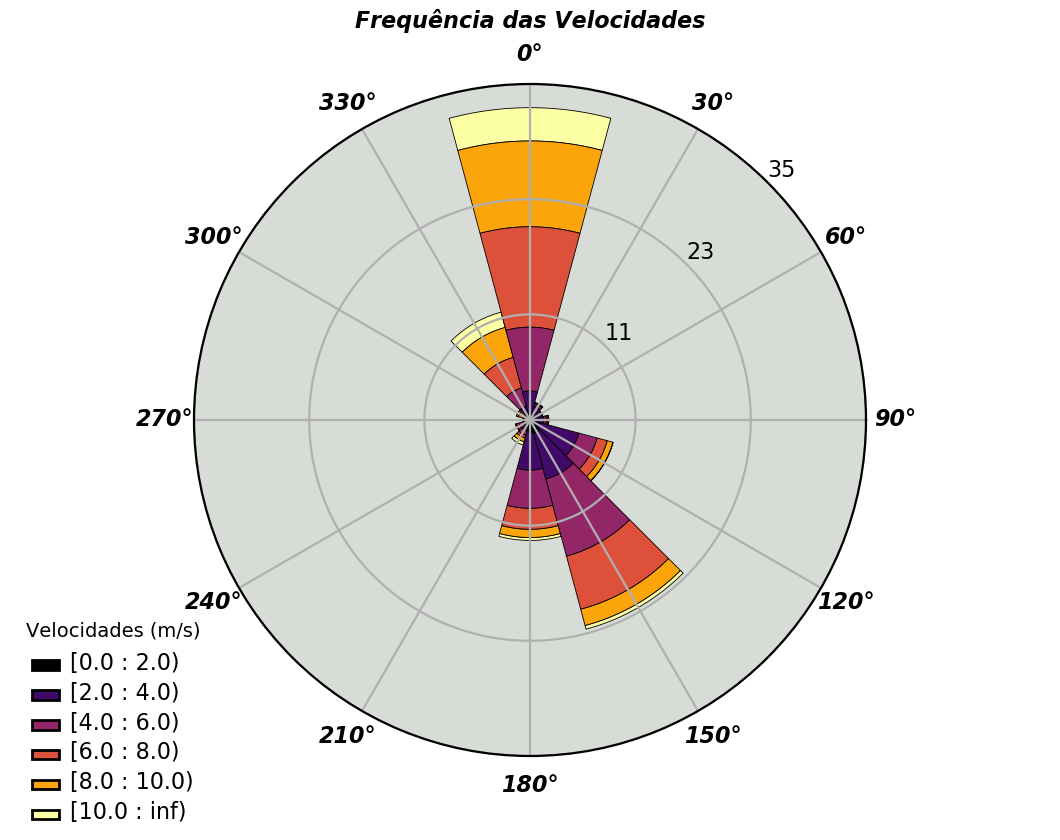 Frequência das Velocidades
0°
330°
30°
35
300°
60°
23
11
270°
90°
240°
120°
210°
150°
180°
Velocidades (m/s)
[0.0 : 2.0)
[2.0 : 4.0)
[4.0 : 6.0)
[6.0 : 8.0)
[8.0 : 10.0)
[10.0 : inf)